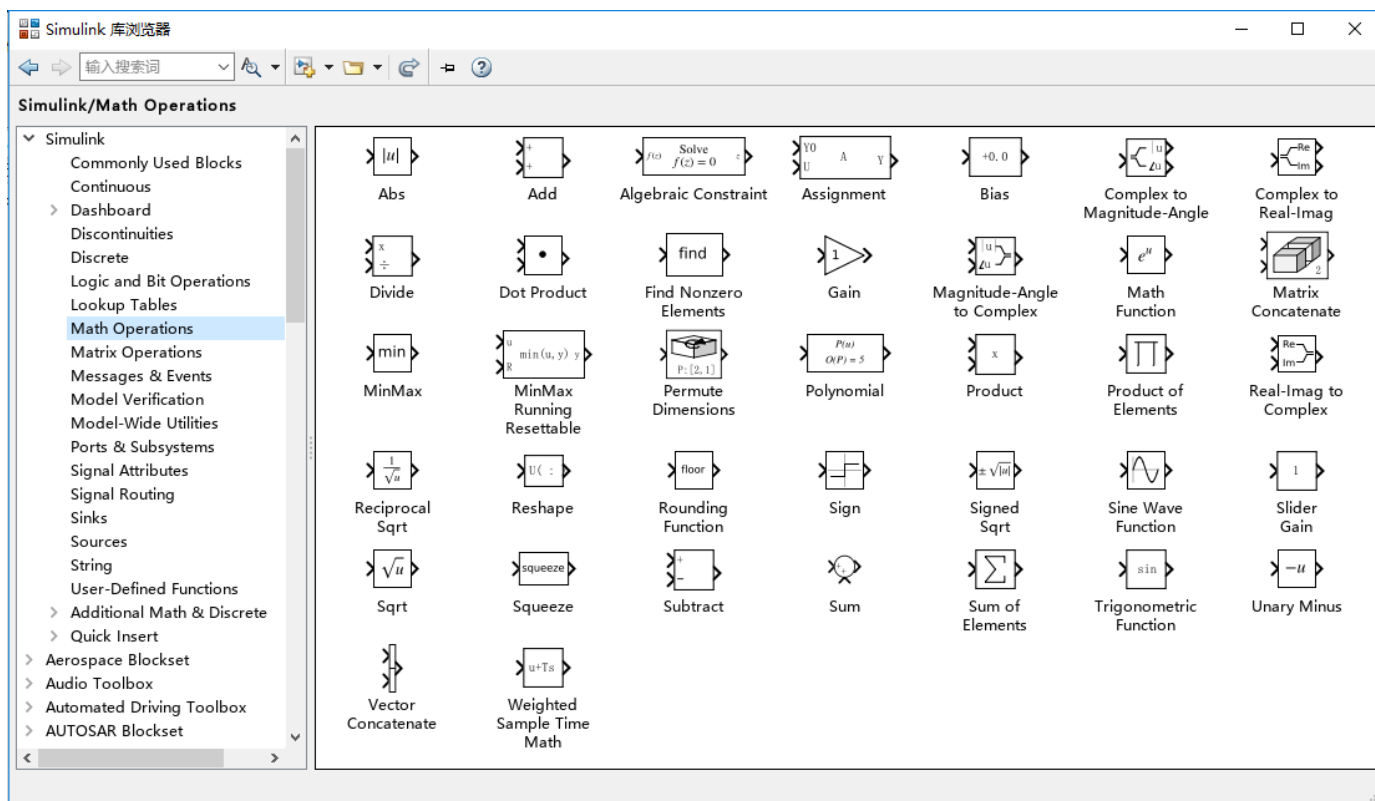 Simulink 库浏览器
输入搜索词
Simulink/Math Operations
Simulink
Commonly Used Blocks
Continuous
Dashboard
Discontinuities
Discrete
Logic and Bit Operations
Lookup Tables
Math Operations
Matrix Operations
Messages & Events
Model Verification
Model-Wide Utilities
Ports & Subsystems
Signal Attributes
Signal Routing
Sinks
Sources
String
User-Defined Functions
Additional Math & Discrete
Quick Insert
Aerospace Blockset
Audio Toolbox
Automated Driving Toolbox
AUTOSAR Blockset
|u|
+
+
f(z) Solve f(z) = 0 z
Y0 U A Y
+0.0
|u| ∠u
Re Im
Abs
Add
Algebraic Constraint
Assignment
Bias
Complex to
Magnitude-Angle
Complex to
Real-Imag
x ÷
find
1
|u| ∠u
e^u
2
Divide
Dot Product
Find Nonzero
Elements
Gain
Magnitude-Angle
to Complex
Math
Function
Matrix
Concatenate
min
u R min(u, y) y
P:[2,1]
P(u)
O(P) = 5
x
∏
Re Im
MinMax
MinMax
Running
Resettable
Permute
Dimensions
Polynomial
Product
Product of
Elements
Real-Imag to
Complex
1/√u
U( :
floor
± √|u|
1
Reciprocal
Sqrt
Reshape
Rounding
Function
Sign
Signed
Sqrt
Sine Wave
Function
Slider
Gain
√u
squeeze
+ −
+ +
∑
sin
−u
Sqrt
Squeeze
Subtract
Sum
Sum of
Elements
Trigonometric
Function
Unary Minus
u+Ts
Vector
Concatenate
Weighted
Sample Time
Math